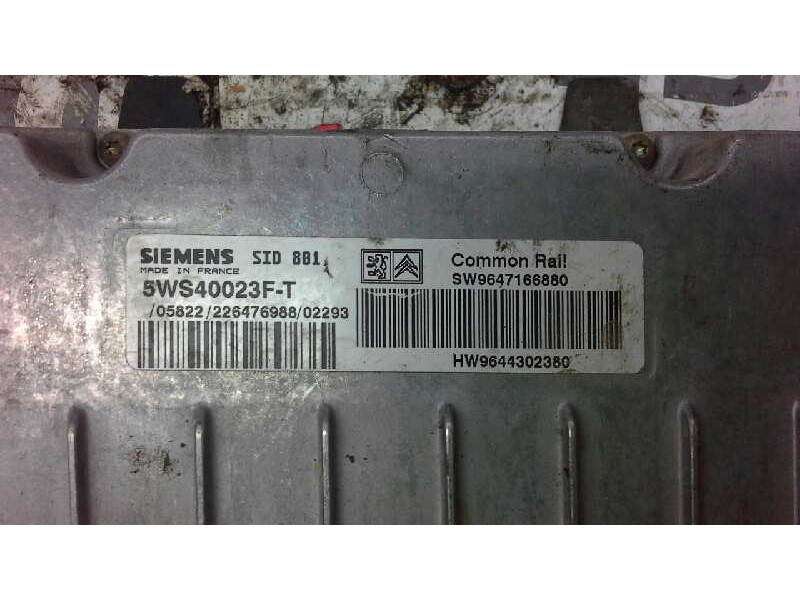 SIEMENS SID 801
MADE IN FRANCE
5WS40023F-T
/05822/226476988/02293
Common Rail
SW9647166880
HW9644302380